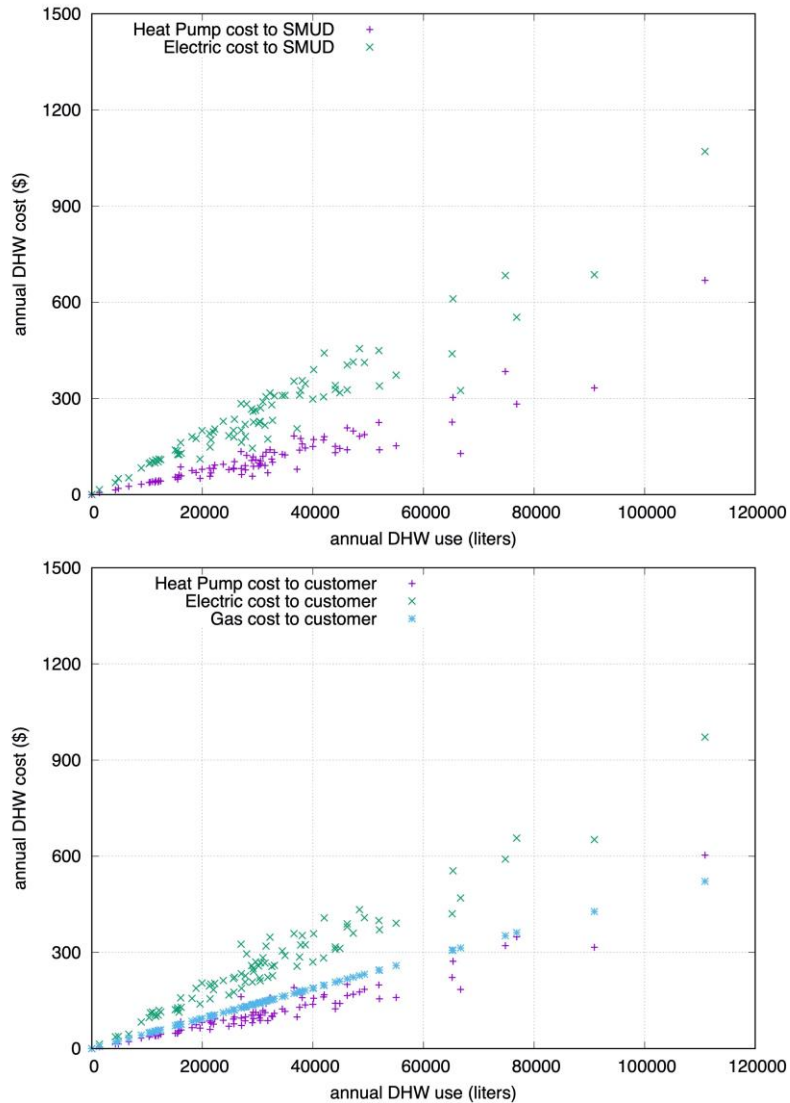 1500
Heat Pump cost to SMUD
Electric cost to SMUD
1200
900
600
300
0
annual DHW cost ($)
0 20000 40000 60000 80000 100000 120000
annual DHW use (liters)
1500
Heat Pump cost to customer
Electric cost to customer
Gas cost to customer
1200
900
600
300
0
annual DHW cost ($)
0 20000 40000 60000 80000 100000 120000
annual DHW use (liters)